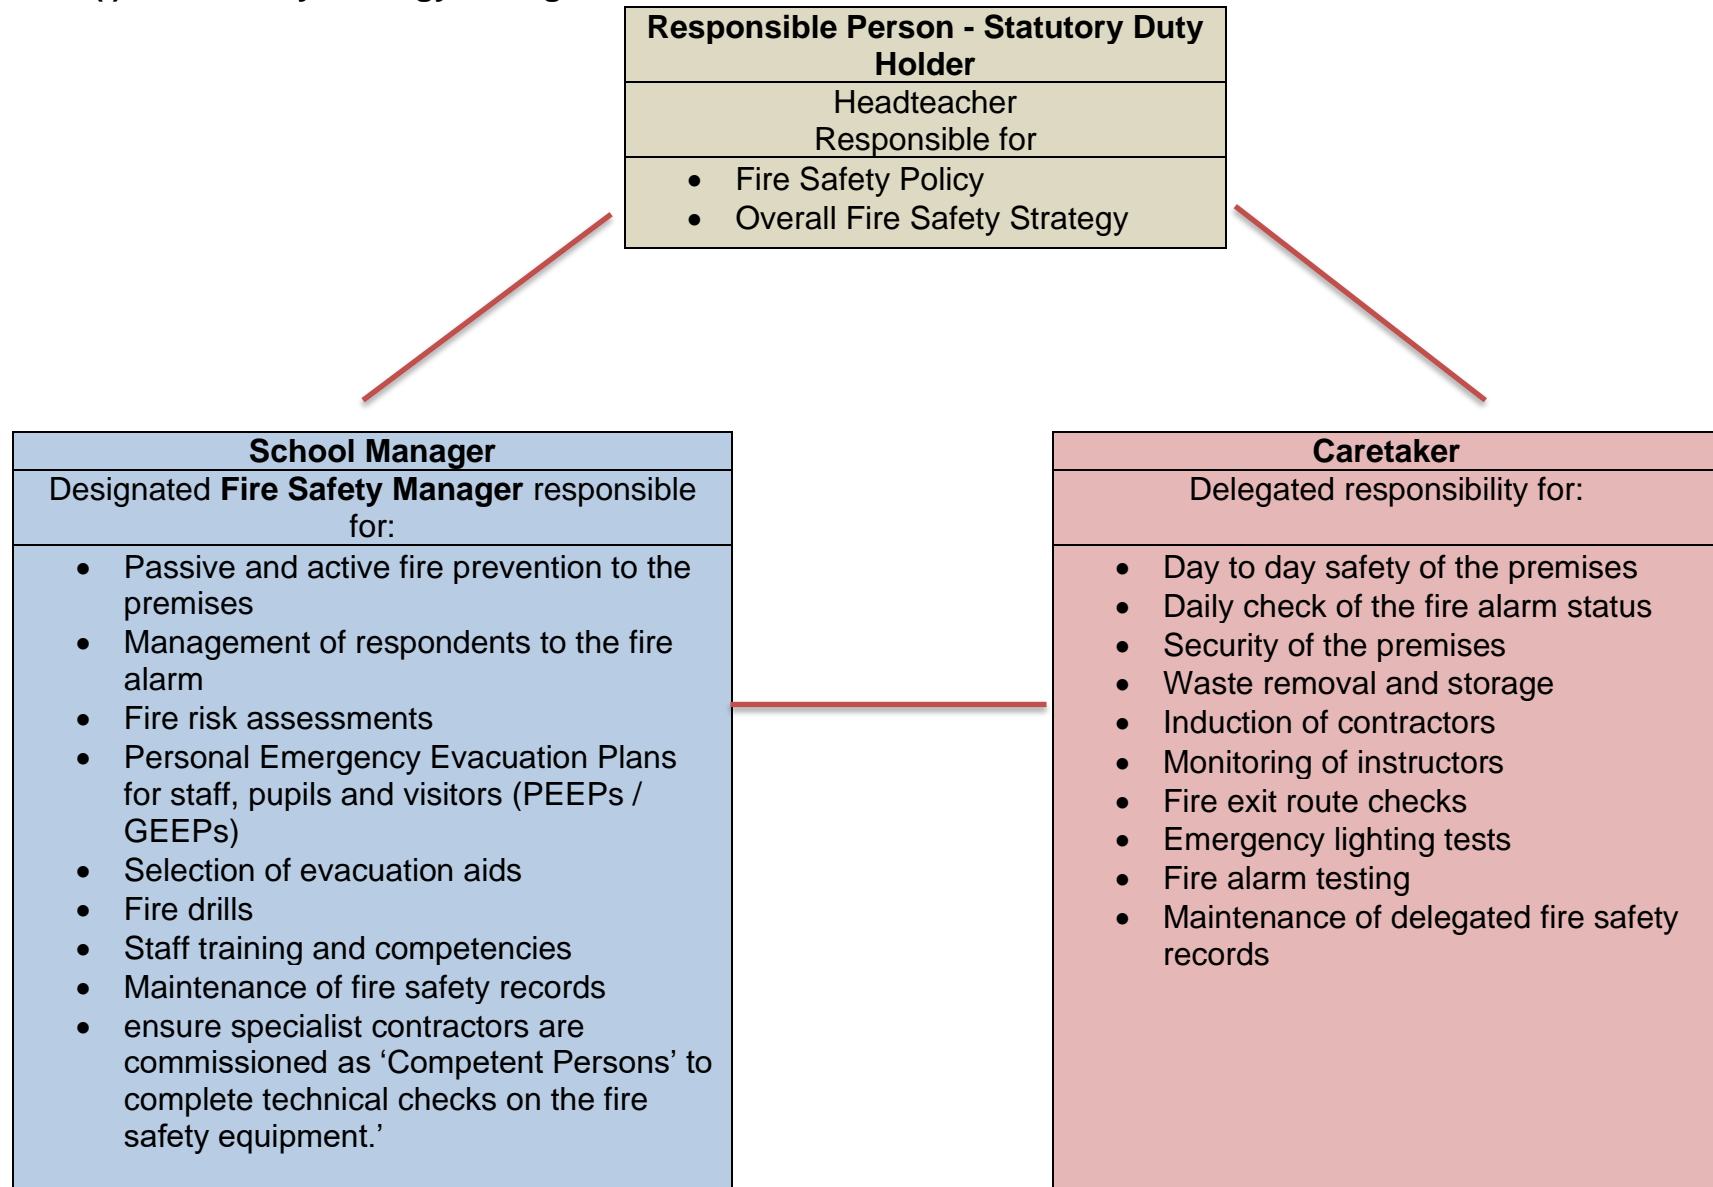 Responsible Person - Statutory Duty
Holder
Headteacher
Responsible for
• Fire Safety Policy
• Overall Fire Safety Strategy
School Manager
Designated Fire Safety Manager responsible
for:
• Passive and active fire prevention to the
premises
• Management of respondents to the fire
alarm
• Fire risk assessments
• Personal Emergency Evacuation Plans
for staff, pupils and visitors (PEEPs /
GEEPs)
• Selection of evacuation aids
• Fire drills
• Staff training and competencies
• Maintenance of fire safety records
• ensure specialist contractors are
commissioned as ‘Competent Persons’ to
complete technical checks on the fire
safety equipment.’
Caretaker
Delegated responsibility for:
• Day to day safety of the premises
• Daily check of the fire alarm status
• Security of the premises
• Waste removal and storage
• Induction of contractors
• Monitoring of instructors
• Fire exit route checks
• Emergency lighting tests
• Fire alarm testing
• Maintenance of delegated fire safety
records